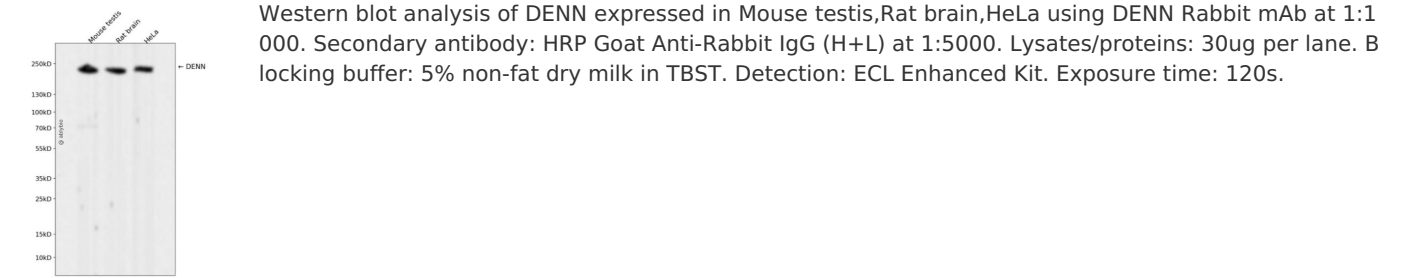 Mouse testis
Rat brain
HeLa
250kD
130kD
100kD
70kD
55kD
35kD
25kD
15kD
10kD
← DENN
Western blot analysis of DENN expressed in Mouse testis,Rat brain,HeLa using DENN Rabbit mAb at 1:1
000. Secondary antibody: HRP Goat Anti-Rabbit IgG (H+L) at 1:5000. Lysates/proteins: 30ug per lane. B
locking buffer: 5% non-fat dry milk in TBST. Detection: ECL Enhanced Kit. Exposure time: 120s.